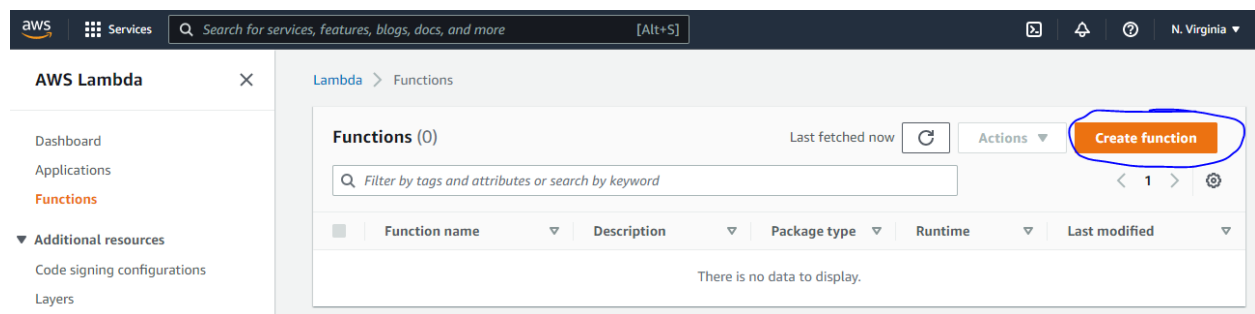 aws Services Search for services, features, blogs, docs, and more [Alt+S] N. Virginia ▼
AWS Lambda
Dashboard
Applications
Functions
▼ Additional resources
Code signing configurations
Layers
Lambda > Functions
Functions (0) Last fetched now Actions ▼ Create function
Filter by tags and attributes or search by keyword < 1 >
Function name Description Package type Runtime Last modified
There is no data to display.